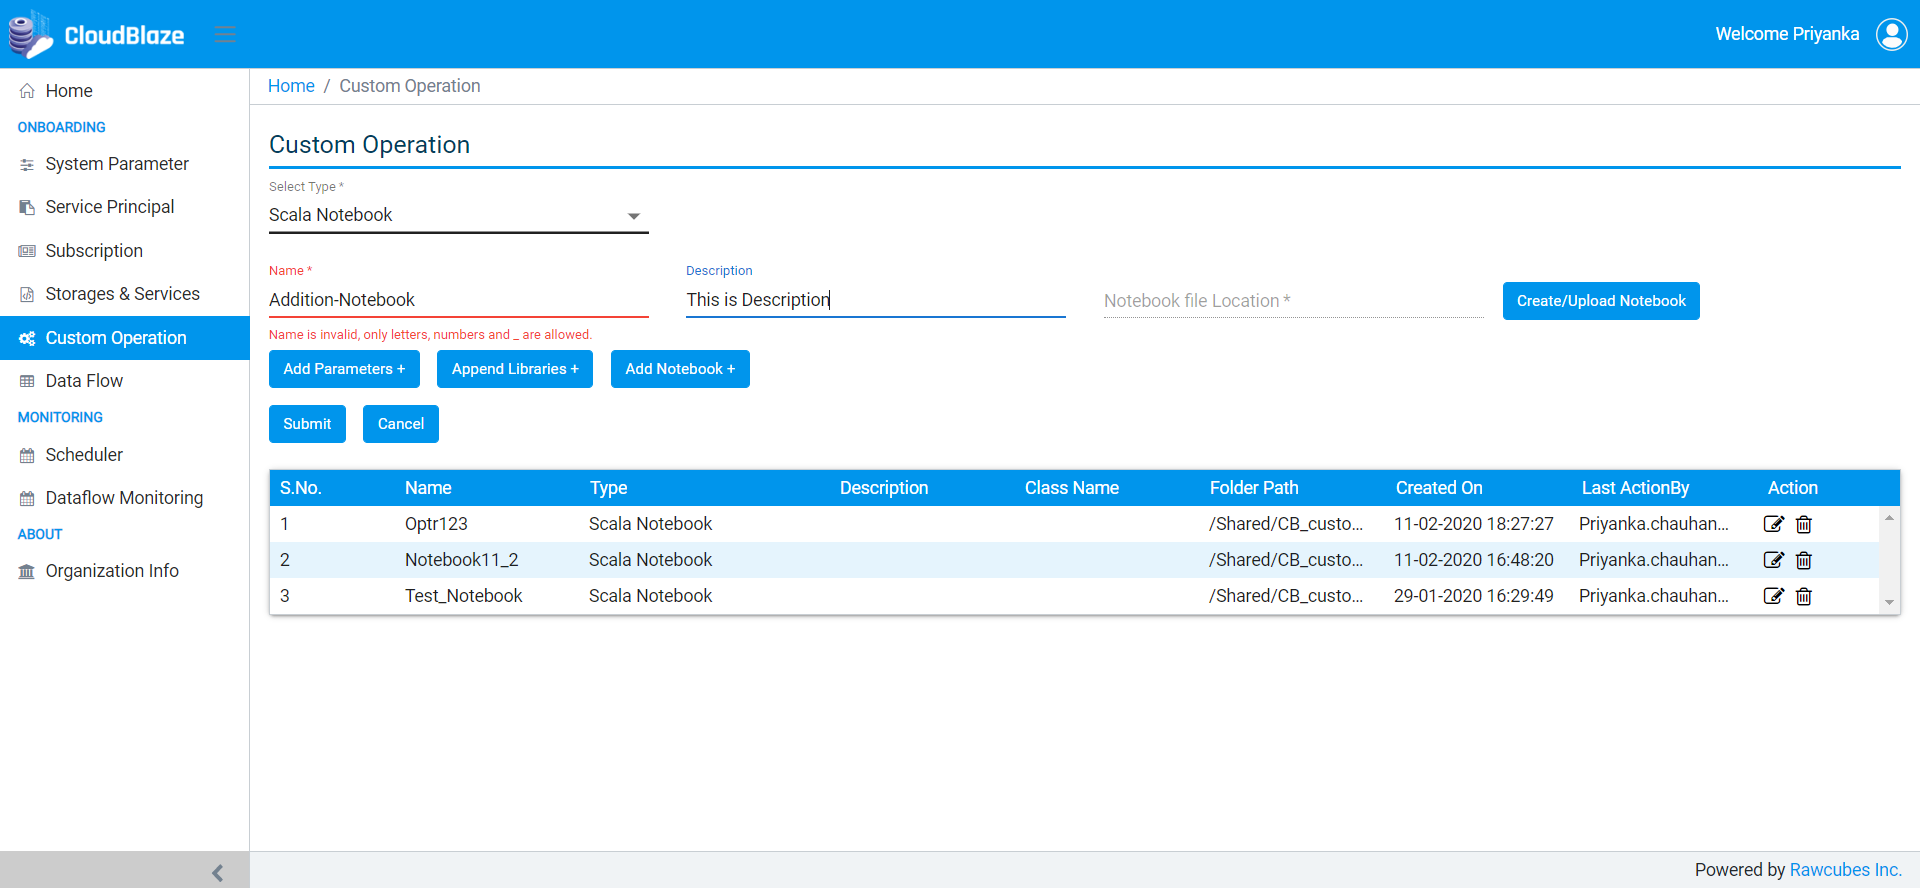 CloudBlaze
Welcome Priyanka
Home
ONBOARDING
System Parameter
Service Principal
Subscription
Storages & Services
Custom Operation
Data Flow
MONITORING
Scheduler
Dataflow Monitoring
ABOUT
Organization Info
Home / Custom Operation
Custom Operation
Select Type *
Scala Notebook
Name * Description
Addition-Notebook This is Description Notebook file Location * Create/Upload Notebook
Name is invalid, only letters, numbers and _ are allowed.
Add Parameters + Append Libraries + Add Notebook +
Submit Cancel
S.No. Name Type Description Class Name Folder Path Created On Last ActionBy Action
1 Optr123 Scala Notebook /Shared/CB_custo... 11-02-2020 18:27:27 Priyanka.chauhan...
2 Notebook11_2 Scala Notebook /Shared/CB_custo... 11-02-2020 16:48:20 Priyanka.chauhan...
3 Test_Notebook Scala Notebook /Shared/CB_custo... 29-01-2020 16:29:49 Priyanka.chauhan...
Powered by Rawcubes Inc.